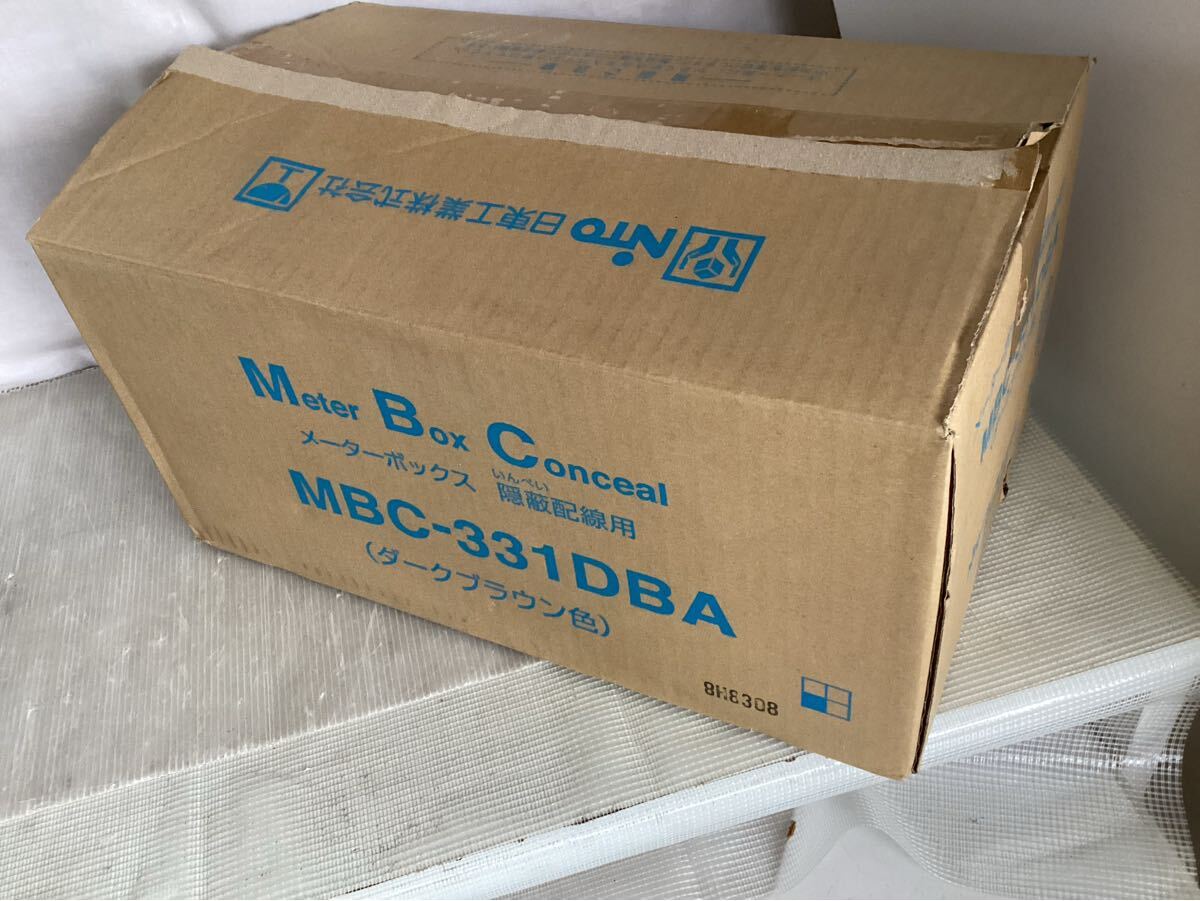 NITO 日東工業株式会社
上
Meter Box Conceal
メーターボックス 隠蔽配線用
いんぺい
MBC-331DBA
(ダークブラウン色)
8H8308
MBC-